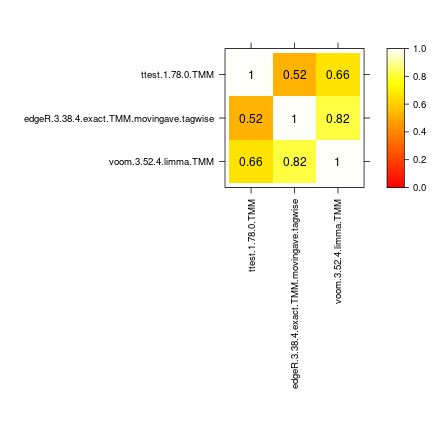 ttest.1.78.0.TMM
edgeR.3.38.4.exact.TMM.movingave.tagwise
voom.3.52.4.limma.TMM
1 0.52 0.66
0.52 1 0.82
0.66 0.82 1
ttest.1.78.0.TMM
edgeR.3.38.4.exact.TMM.movingave.tagwise
voom.3.52.4.limma.TMM
1.0
0.8
0.6
0.4
0.2
0.0